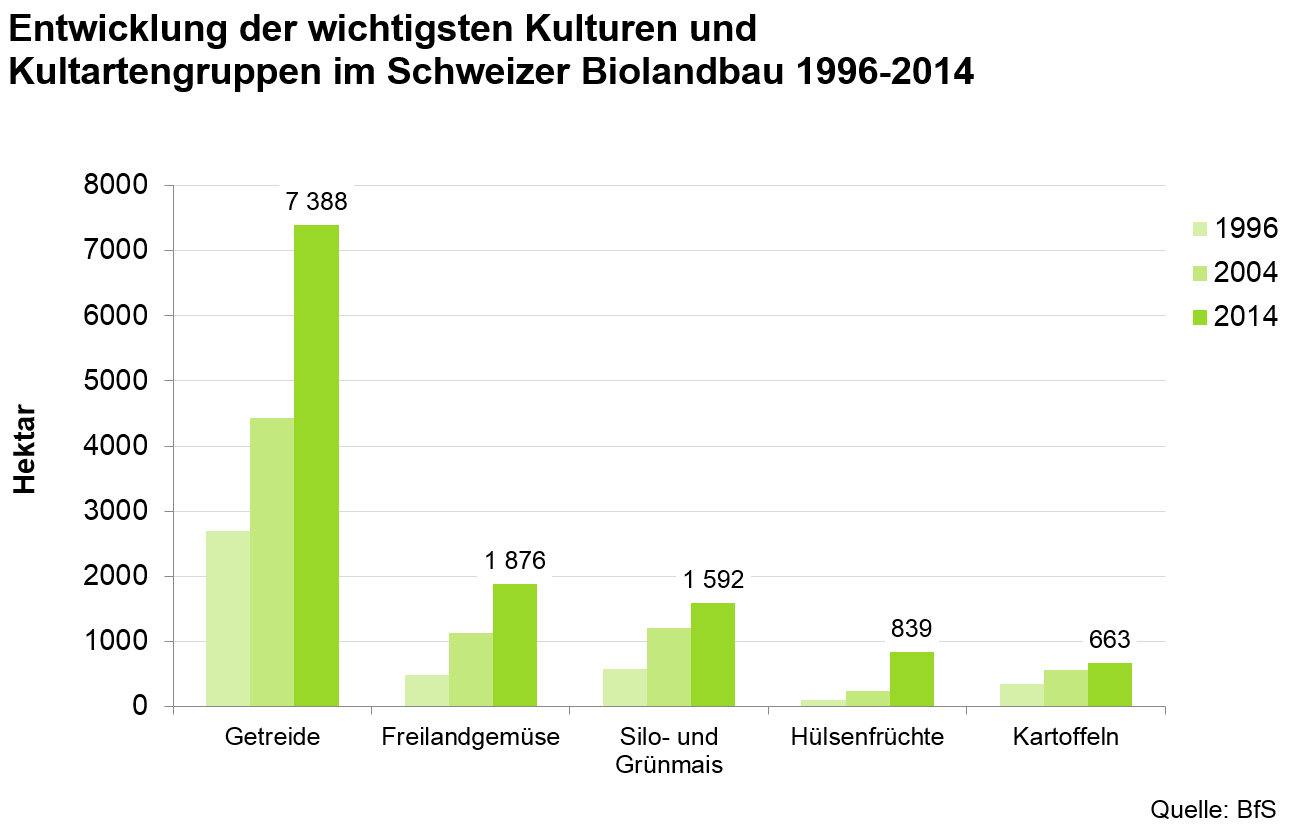 Entwicklung der wichtigsten Kulturen und
Kultartengruppen im Schweizer Biolandbau 1996-2014
8000
7000
6000
5000
4000
3000
2000
1000
0
Hektar
7 388
1 876
1 592
839
663
1996
2004
2014
Getreide
Freilandgemüse
Silo- und
Grünmais
Hülsenfrüchte
Kartoffeln
Quelle: BfS